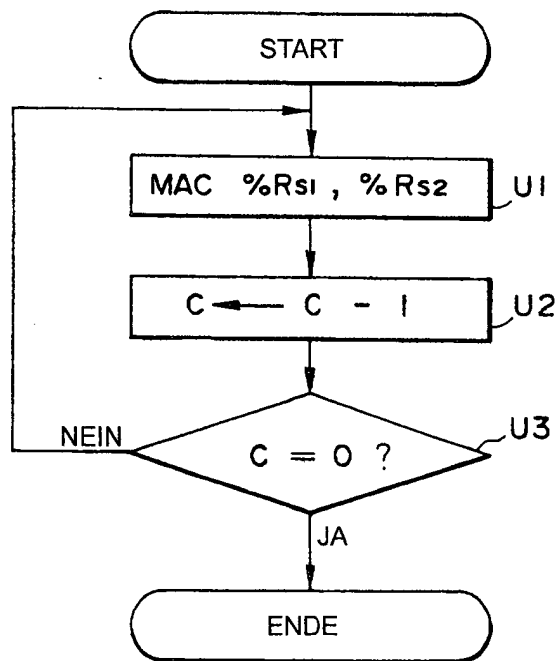 START
MAC %Rs1 , %Rs2
U1
C ← C - 1
U2
C = 0 ?
U3
NEIN
JA
ENDE